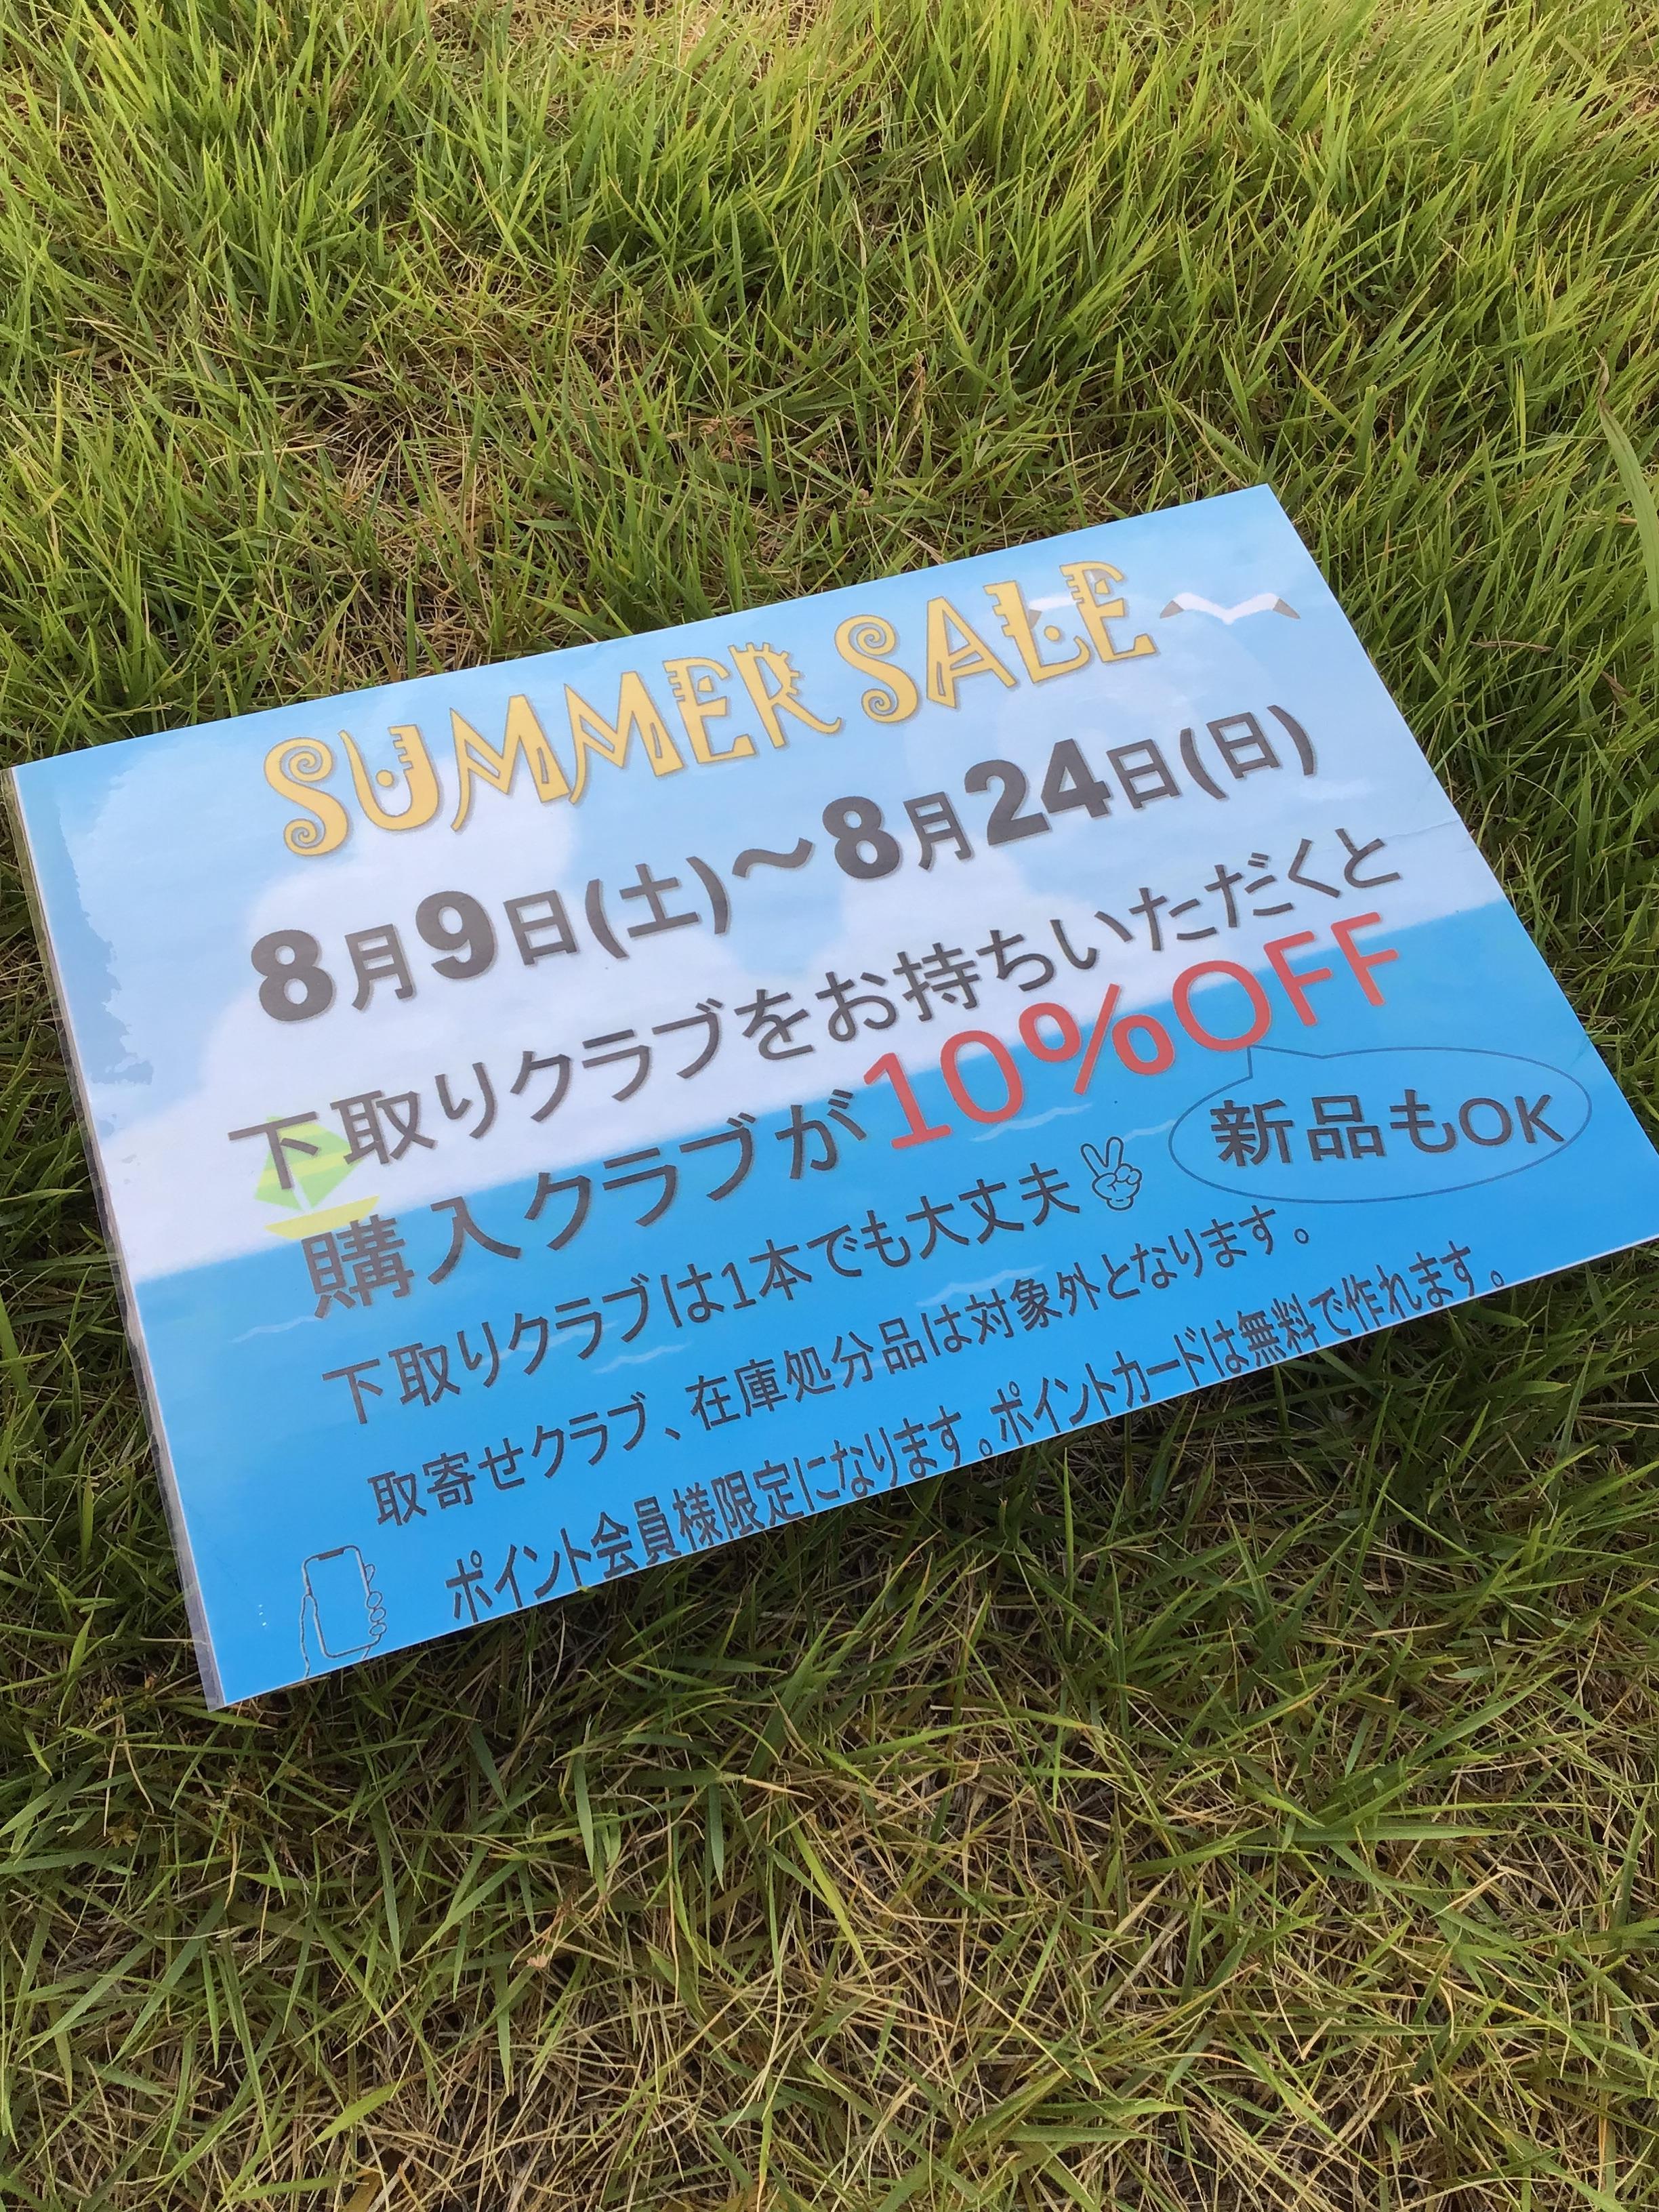 SUMMER SALE
8月9日(土)～8月24日(日)
下取りクラブをお持ちいただくと
購入クラブが10%OFF
新品もOK
下取りクラブは1本でも大丈夫
取寄せクラブ、在庫処分品は対象外となります。
ポイント会員様限定になります。ポイントカードは無料で作れます。